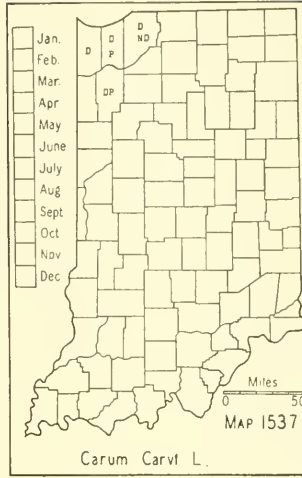 Jan.
Feb.
Mar.
Apr
May
June
July
Aug
Sept
Oct
Nov
Dec
D
D
P
D
ND
DP
Miles
0 50
MAP 1537
Carum Carvi L.